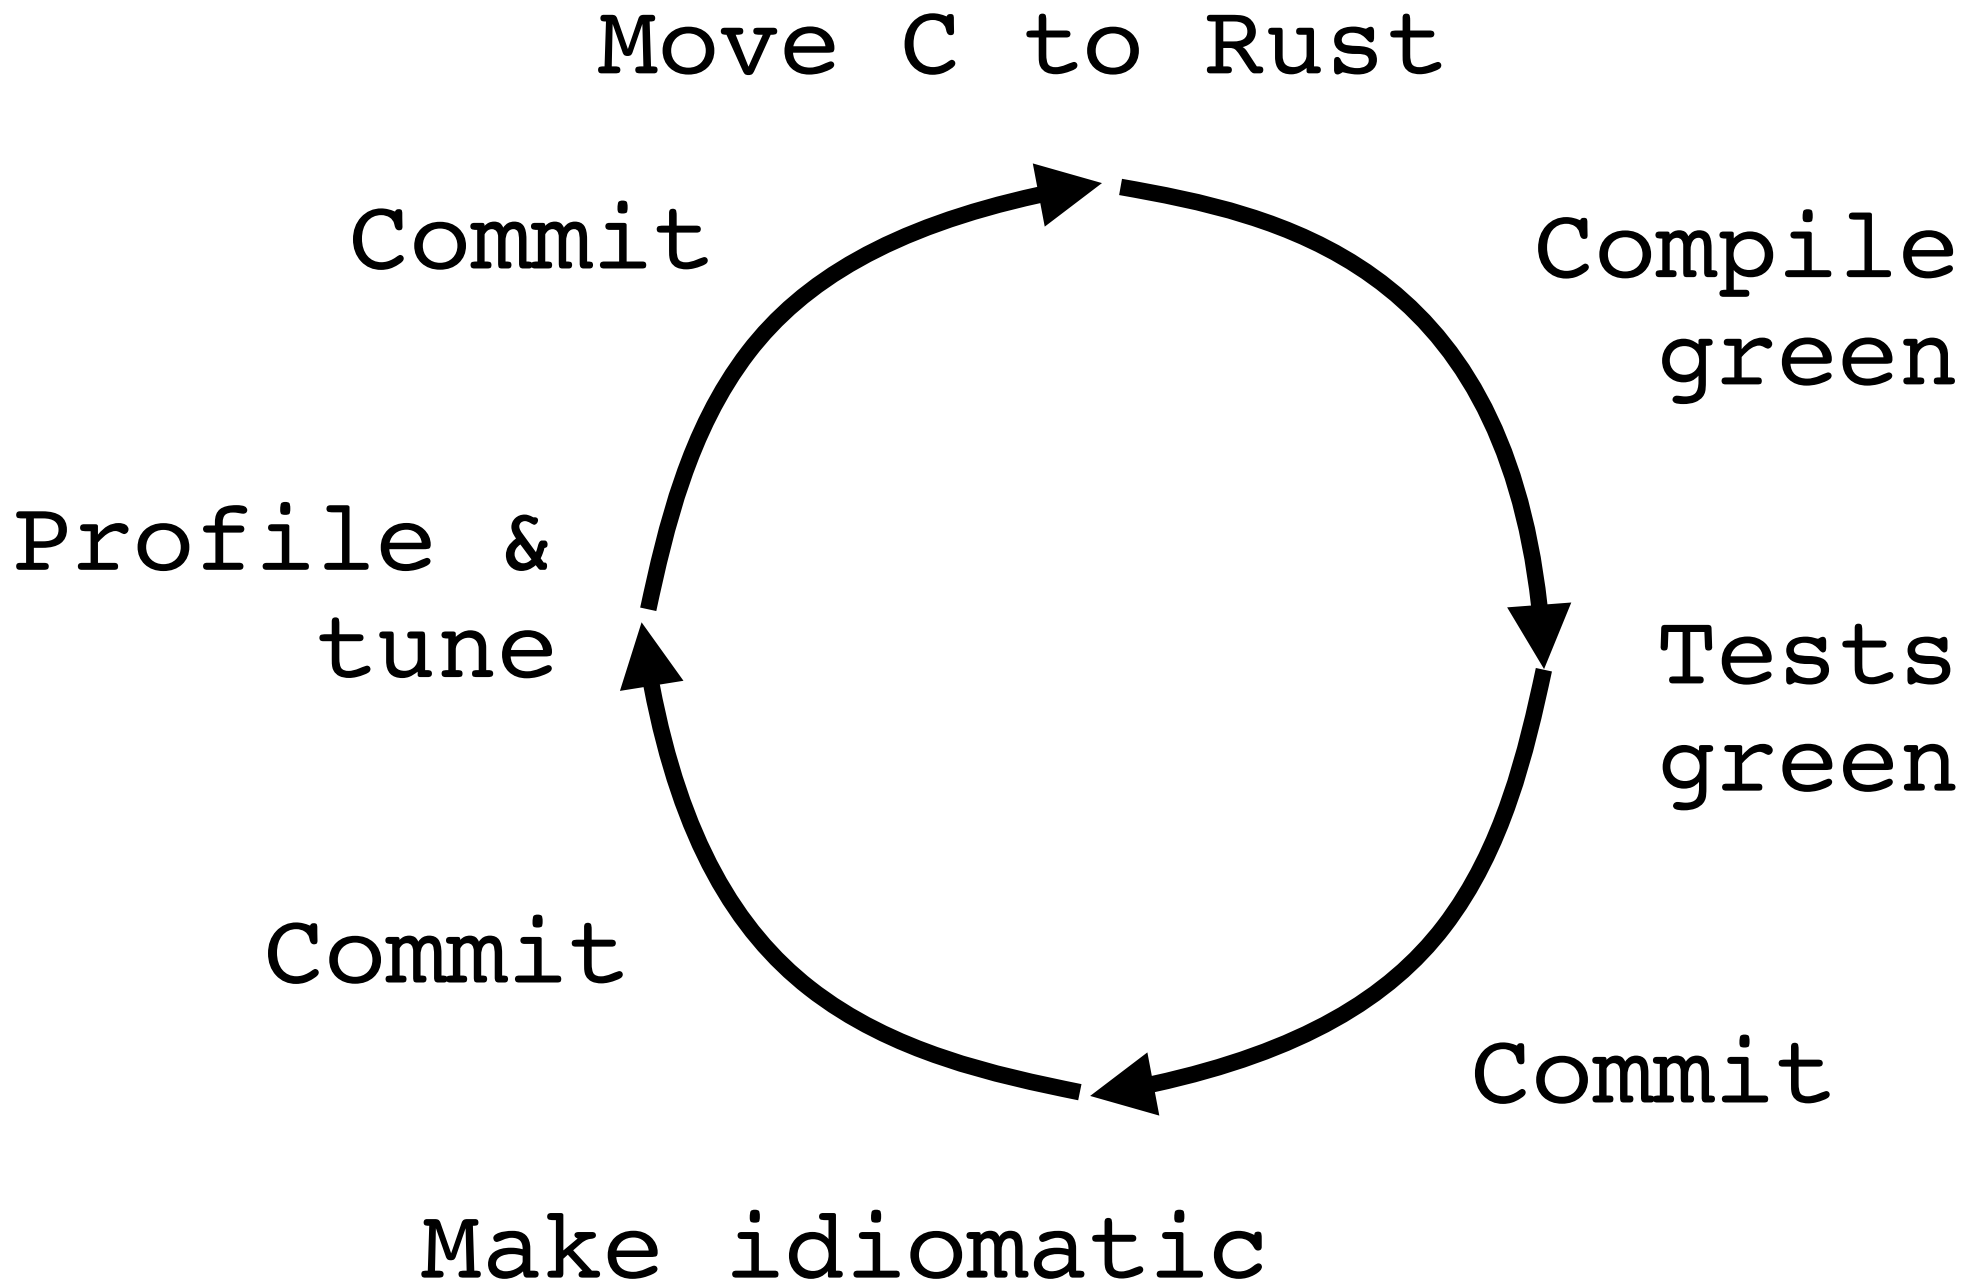 Move C to Rust
Compile
green
Tests
green
Commit
Make idiomatic
Commit
Profile &
tune
Commit